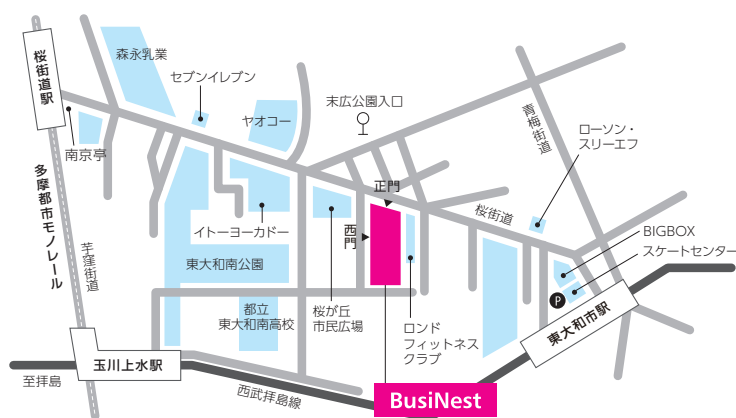 森永乳業
セブンイレブン
桜街道駅
ヤオコー
末広公園入口
青梅街道
ローソン・
スリーエフ
南京亭
多摩都市モノレール
芋窪街道
正門
西門
桜街道
イトーヨーカドー
BIGBOX
スケートセンター
東大和南公園
P
都立
東大和南高校
桜が丘
市民広場
ロンド
フィットネス
クラブ
東大和市駅
玉川上水駅
至拝島
西武拝島線
BusiNest